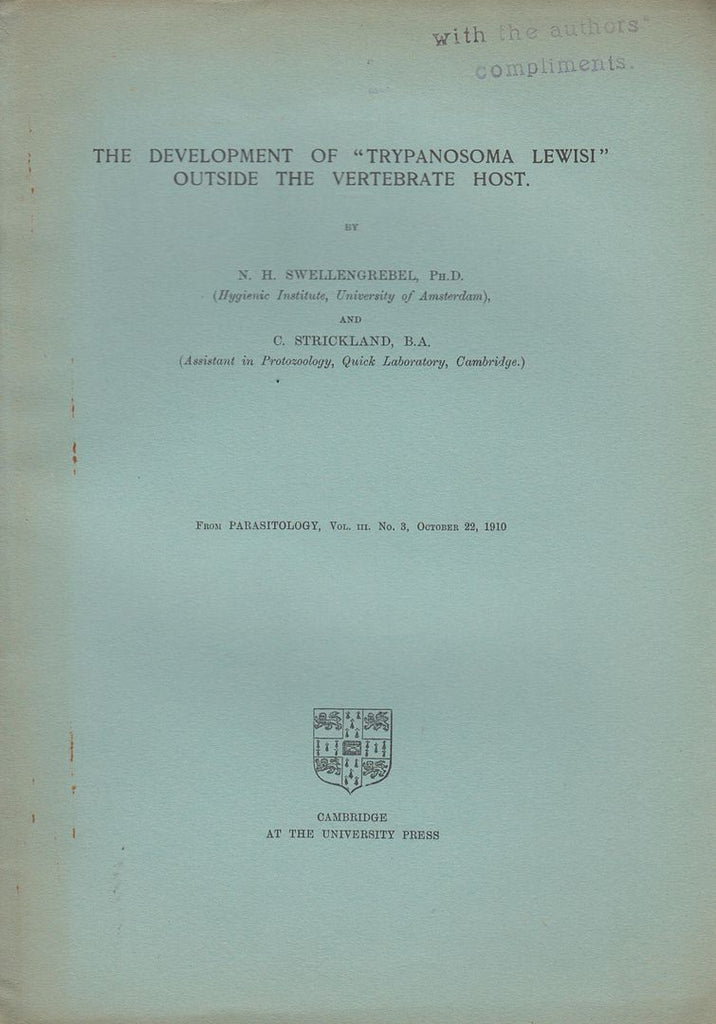 with the authors'
compliments.
THE DEVELOPMENT OF “TRYPANOSOMA LEWISI”
OUTSIDE THE VERTEBRATE HOST.
BY
N. H. SWELLENGREBEL, PH.D.
(Hygienic Institute, University of Amsterdam),
AND
C. STRICKLAND, B.A.
(Assistant in Protozoology, Quick Laboratory, Cambridge.)
FROM PARASITOLOGY, VOL. III. NO. 3, OCTOBER 22, 1910
CAMBRIDGE
AT THE UNIVERSITY PRESS